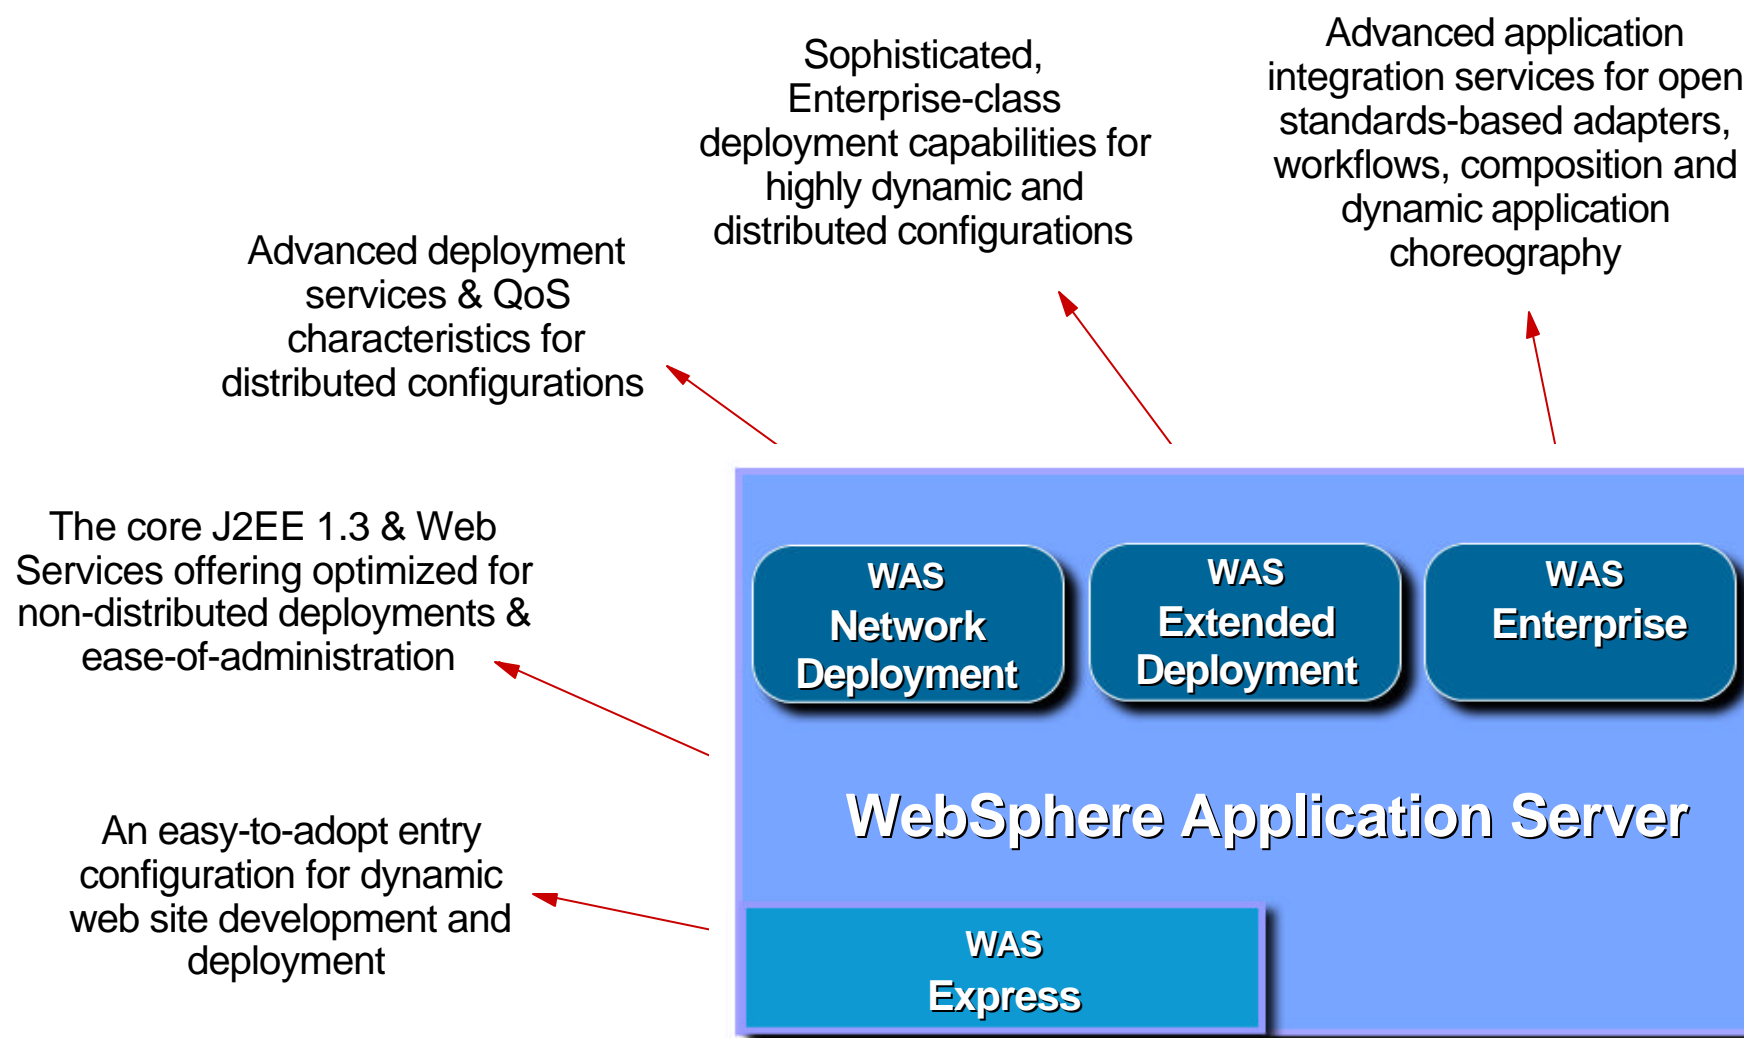 Sophisticated,
Enterprise-class
deployment capabilities for
highly dynamic and
distributed configurations
Advanced application
integration services for open
standards-based adapters,
workflows, composition and
dynamic application
choreography
Advanced deployment
services & QoS
characteristics for
distributed configurations
The core J2EE 1.3 & Web
Services offering optimized for
non-distributed deployments &
ease-of-administration
An easy-to-adopt entry
configuration for dynamic
web site development and
deployment
WAS
Network
Deployment
WAS
Extended
Deployment
WAS
Enterprise
WebSphere Application Server
WAS
Express